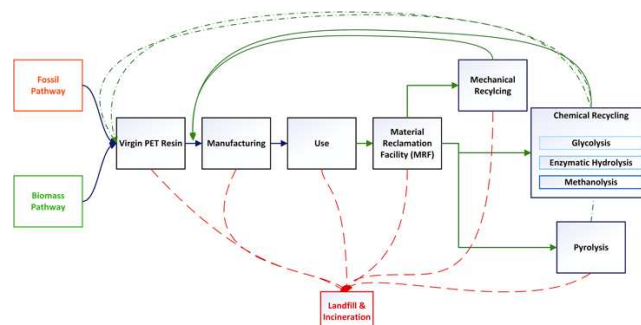 Fossil
Pathway
Biomass
Pathway
Virgin PET Resin
Manufacturing
Use
Material
Reclamation
Facility (MRF)
Mechanical
Recylcing
Chemical Recycling
Glycolysis
Enzymatic Hydrolysis
Methanolysis
Pyrolysis
Landfill &
Incineration